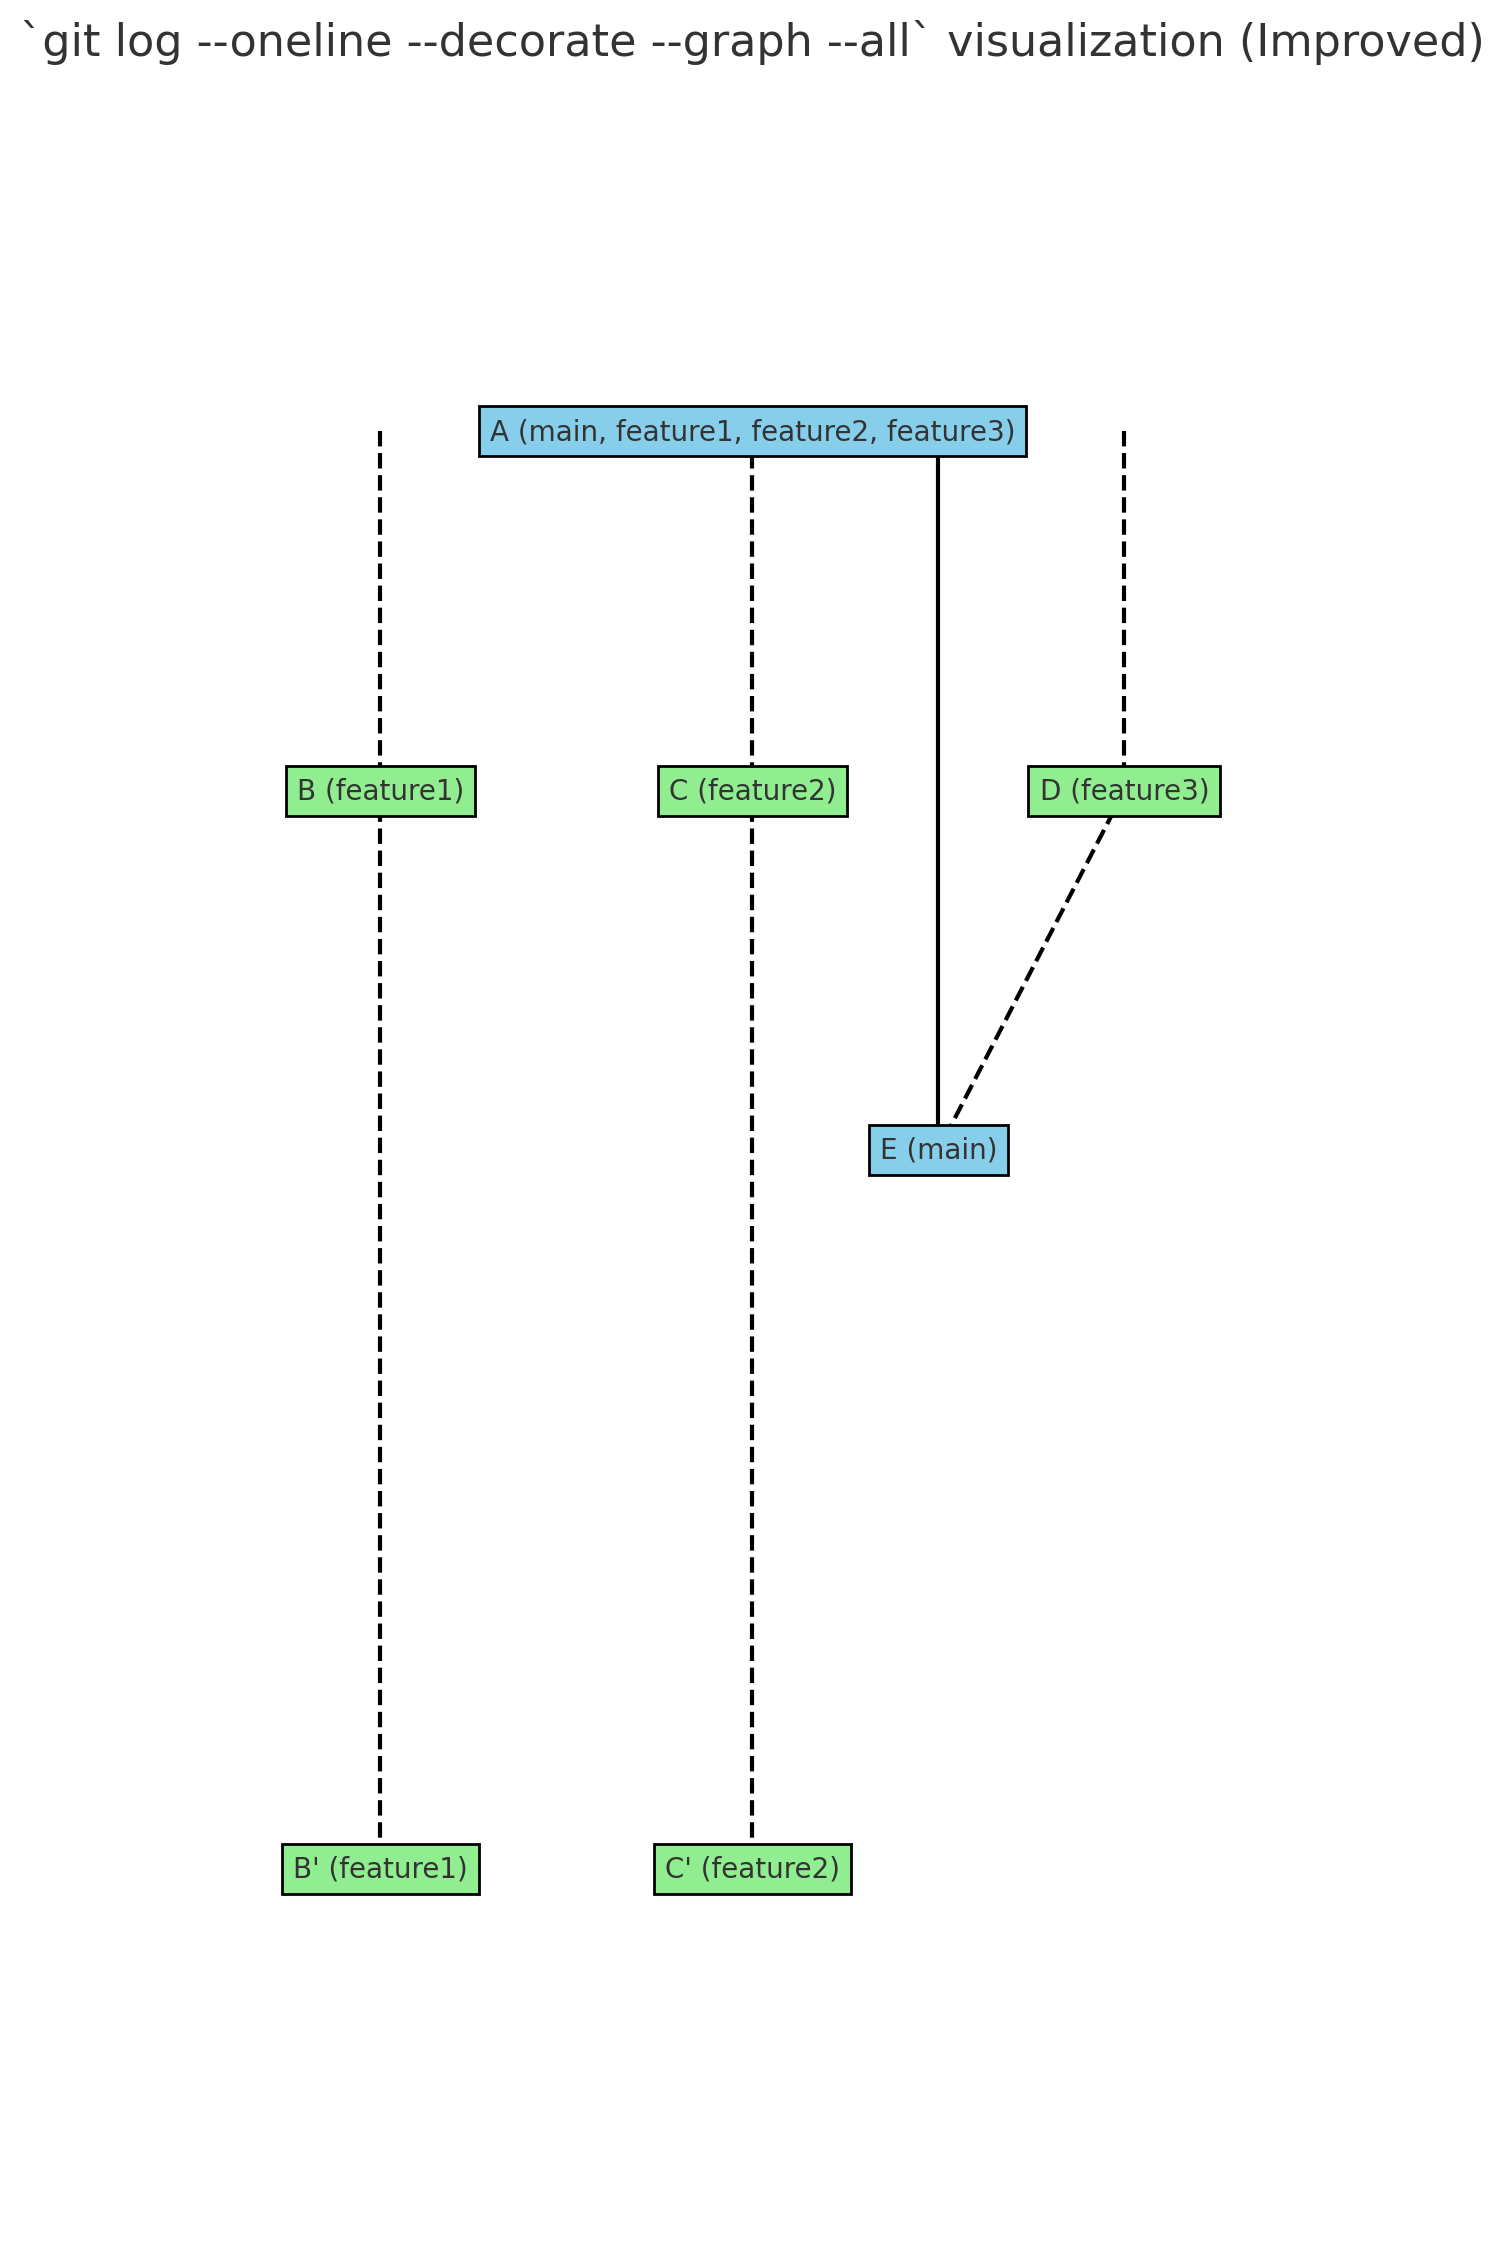 `git log --oneline --decorate --graph --all` visualization (Improved)
A (main, feature1, feature2, feature3)
B (feature1)
C (feature2)
D (feature3)
E (main)
B' (feature1)
C' (feature2)